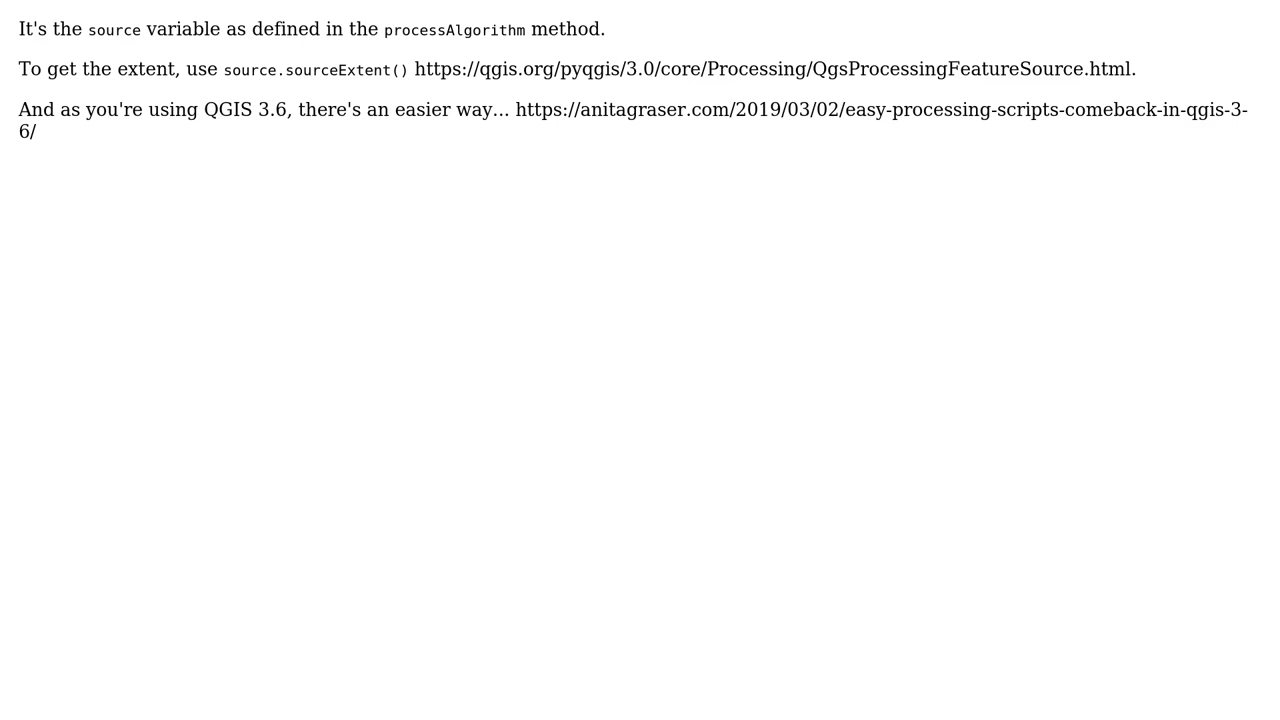 It's the source variable as defined in the processAlgorithm method.
To get the extent, use source.sourceExtent() https://qgis.org/pyqgis/3.0/core/Processing/QgsProcessingFeatureSource.html.
And as you're using QGIS 3.6, there's an easier way... https://anitagraser.com/2019/03/02/easy-processing-scripts-comeback-in-qgis-3-
6/